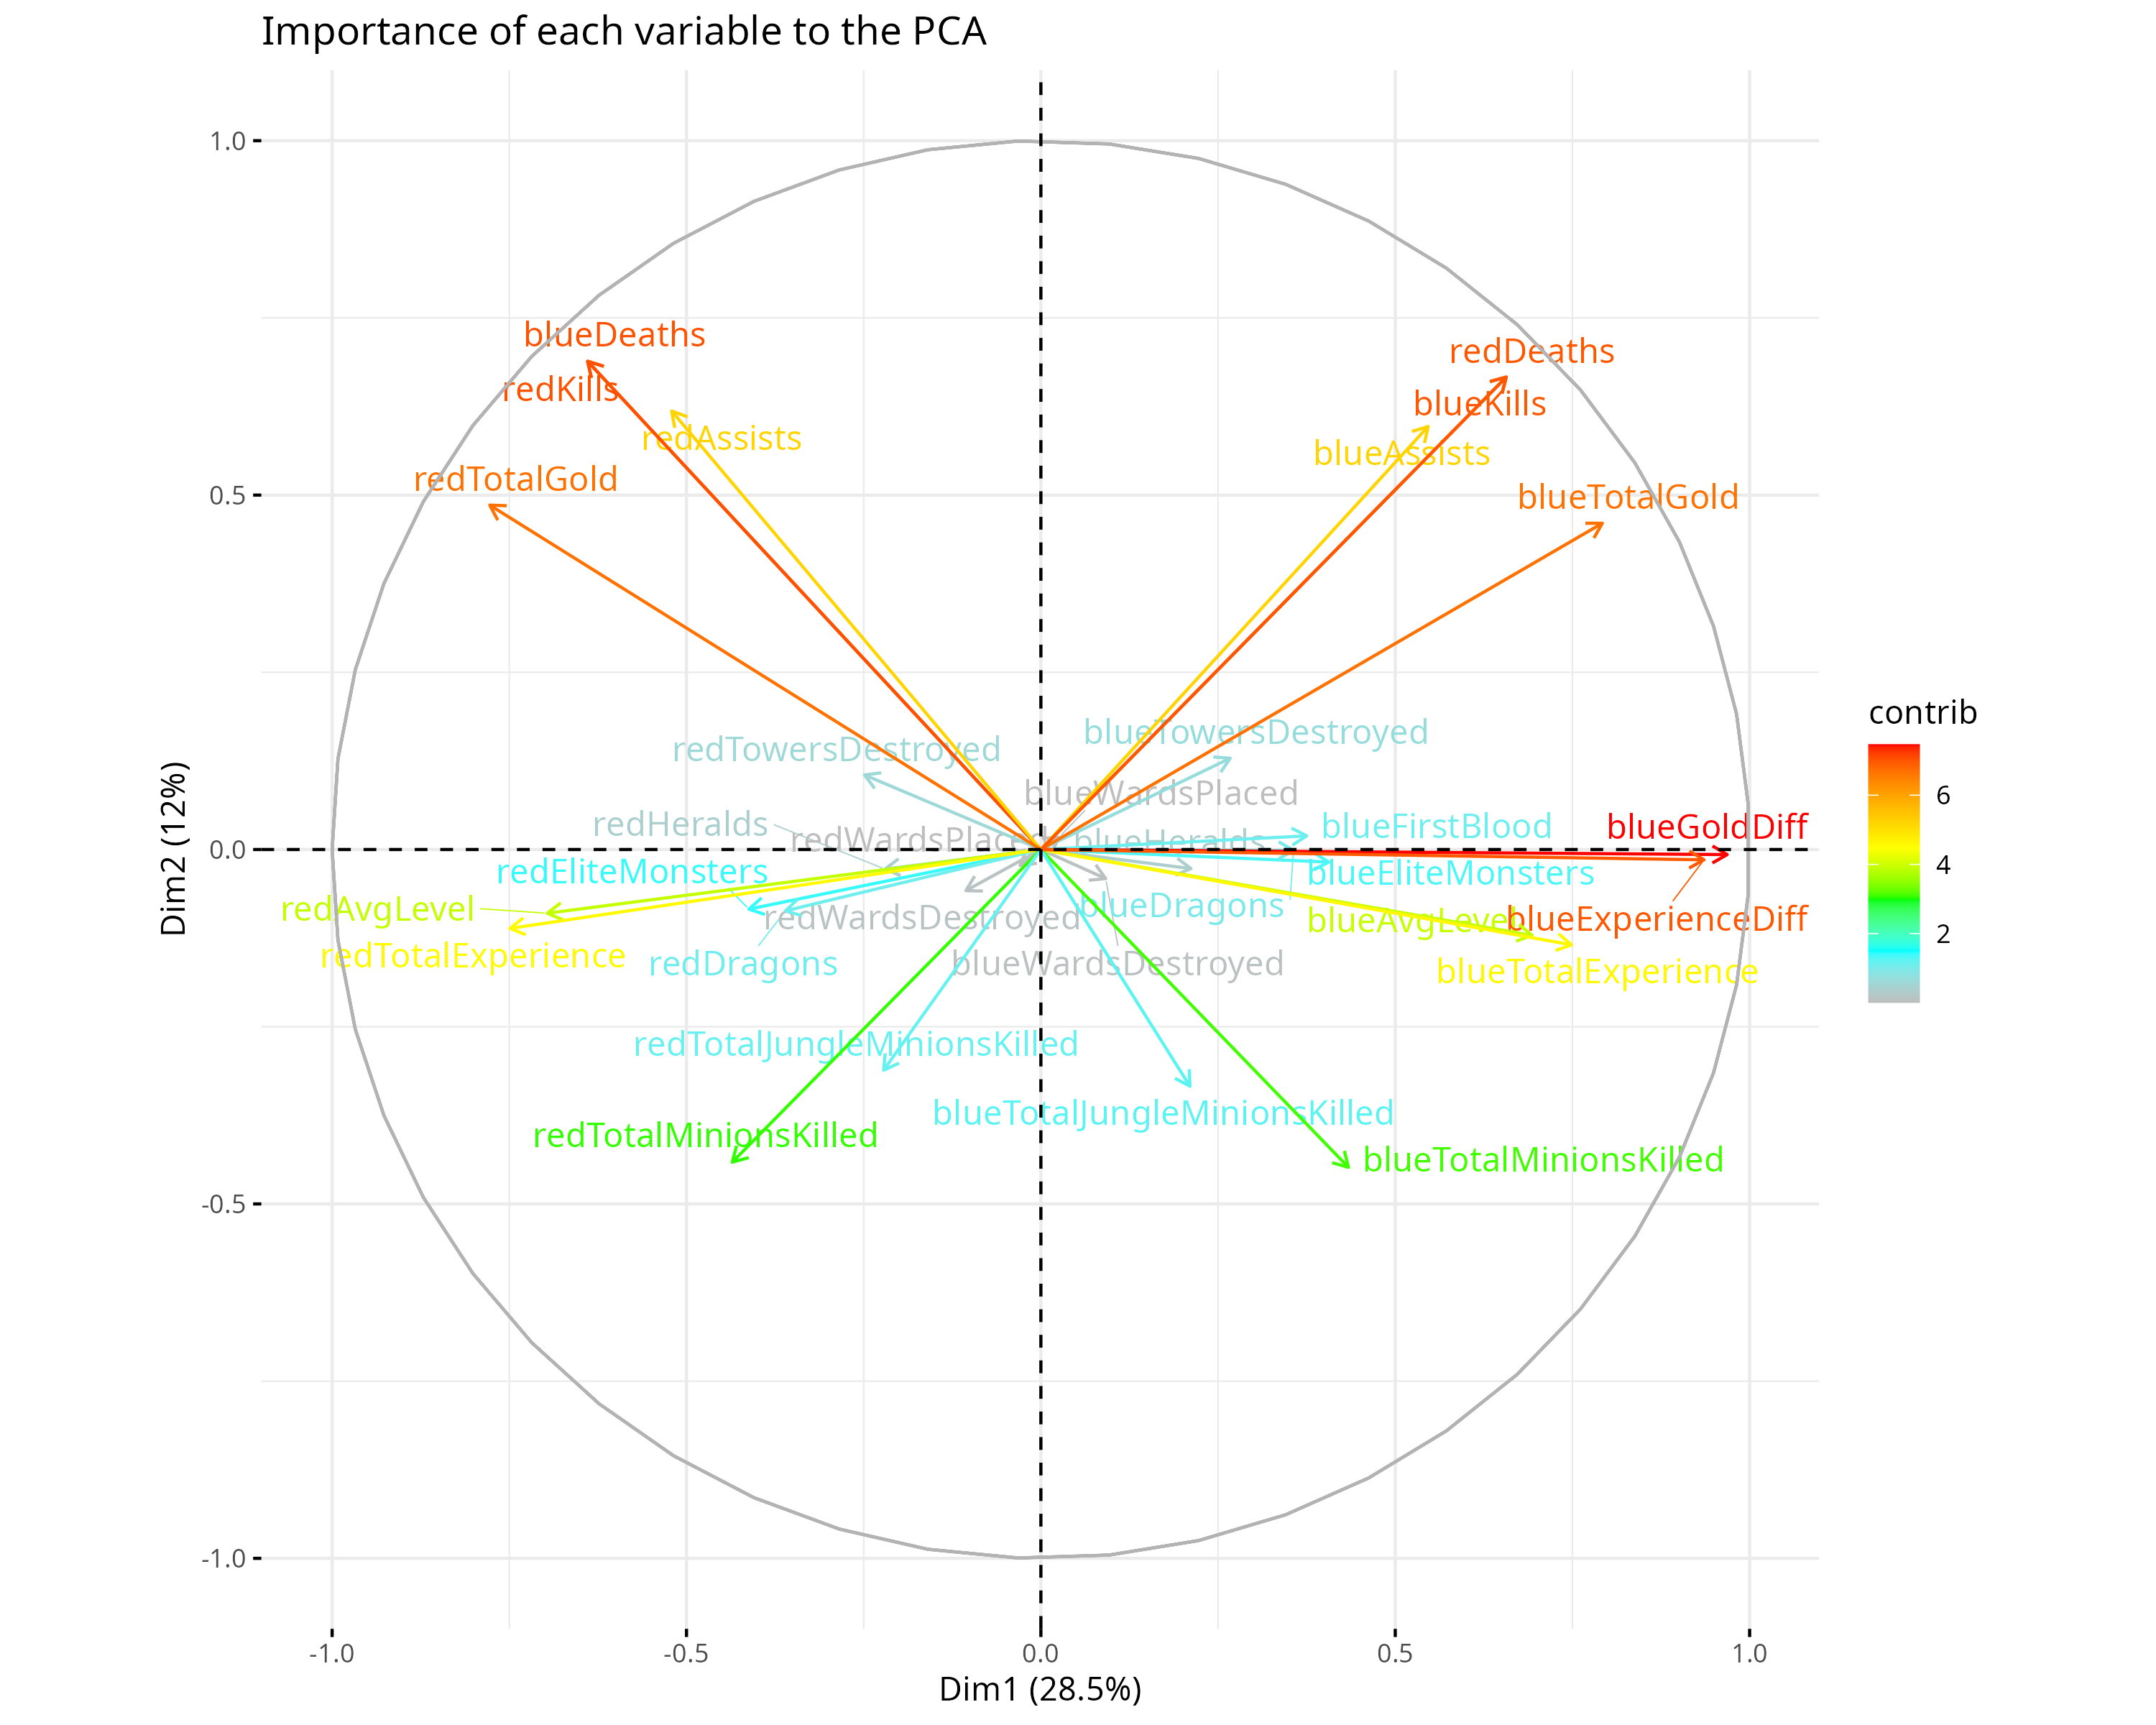 Importance of each variable to the PCA
1.0
blueDeaths
redDeaths
redKills
blueKills
redAssists
blueAssists
redTotalGold
blueTotalGold
0.5
contrib
6
4
2
redTowersDestroyed
blueTowersDestroyed
blueWardsPlaced
redHeralds
redWardsPlaced
blueHeralds
blueFirstBlood
blueGoldDiff
0.0
redEliteMonsters
blueEliteMonsters
redAvgLevel
redWardsDestroyed
blueDragons
blueAvgLevel
blueExperienceDiff
redTotalExperience
redDragons
blueWardsDestroyed
blueTotalExperience
redTotalJungleMinionsKilled
blueTotalJungleMinionsKilled
redTotalMinionsKilled
blueTotalMinionsKilled
-0.5
-1.0
Dim2 (12%)
-1.0
-0.5
0.0
0.5
1.0
Dim1 (28.5%)